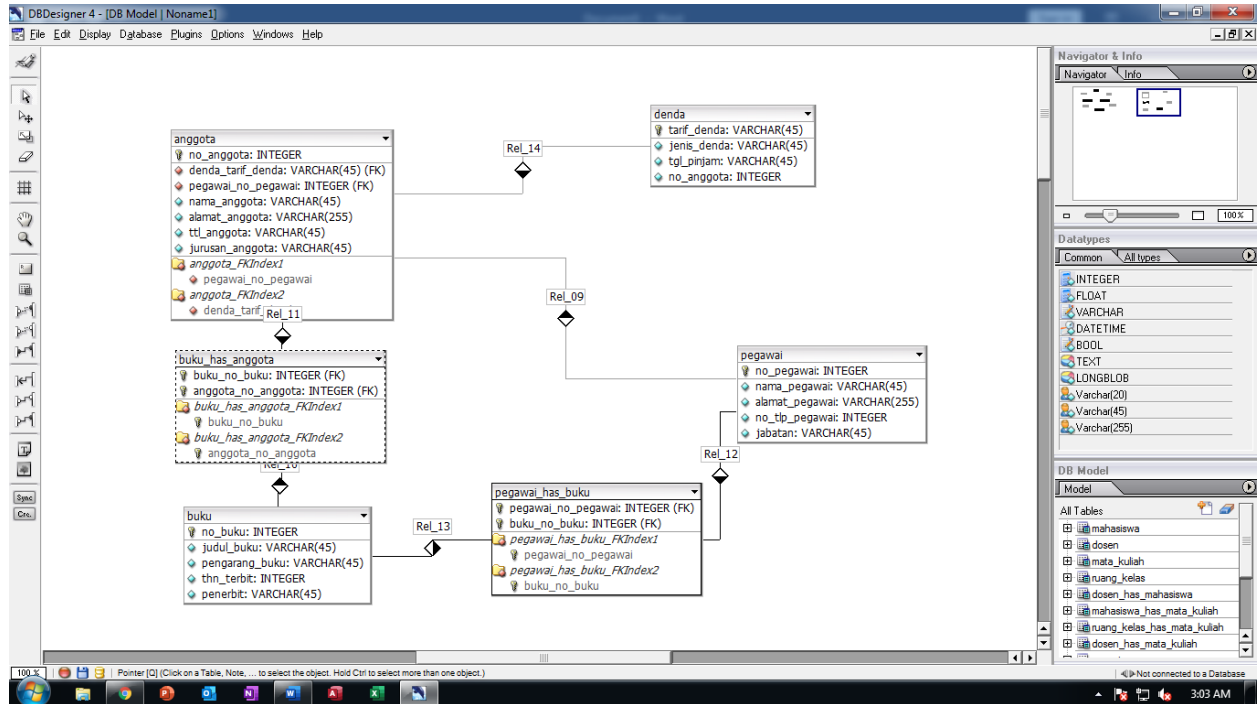 DBDesigner 4 - [DB Model | Noname1]
File Edit Display Database Plugins Options Windows Help
anggota
no_anggota: INTEGER
denda_tarif_denda: VARCHAR(45) (FK)
pegawai_no_pegawai: INTEGER (FK)
nama_anggota: VARCHAR(45)
alamat_anggota: VARCHAR(255)
ttl_anggota: VARCHAR(45)
jurusan_anggota: VARCHAR(45)
anggota_FKIndex1
pegawai_no_pegawai
anggota_FKIndex2
denda_tarif
Rel_14
denda
tarif_denda: VARCHAR(45)
jenis_denda: VARCHAR(45)
tgl_pinjam: VARCHAR(45)
no_anggota: INTEGER
Rel_09
Rel_11
buku_has_anggota
buku_no_buku: INTEGER (FK)
anggota_no_anggota: INTEGER (FK)
buku_has_anggota_FKIndex1
buku_no_buku
buku_has_anggota_FKIndex2
anggota_no_anggota
Rel_10
pegawai
no_pegawai: INTEGER
nama_pegawai: VARCHAR(45)
alamat_pegawai: VARCHAR(255)
no_tlp_pegawai: INTEGER
jabatan: VARCHAR(45)
Rel_12
buku
no_buku: INTEGER
judul_buku: VARCHAR(45)
pengarang_buku: VARCHAR(45)
thn_terbit: INTEGER
penerbit: VARCHAR(45)
Rel_13
pegawai_has_buku
pegawai_no_pegawai: INTEGER (FK)
buku_no_buku: INTEGER (FK)
pegawai_has_buku_FKIndex1
pegawai_no_pegawai
pegawai_has_buku_FKIndex2
buku_no_buku
Navigator & Info
Navigator Info
100 %
Datatypes
Common All types
INTEGER
FLOAT
VARCHAR
DATETIME
BOOL
TEXT
LONGBLOB
Varchar(20)
Varchar(45)
Varchar(255)
DB Model
Model
All Tables
mahasiswa
dosen
mata_kuliah
ruang_kelas
dosen_has_mahasiswa
mahasiswa_has_mata_kuliah
ruang_kelas_has_mata_kuliah
dosen_has_mata_kuliah
Sync
Cre.
100 %
Pointer [Q] (Click on a Table, Note, ... to select the object. Hold Ctrl to select more than one object.)
Not connected to a Database
3:03 AM